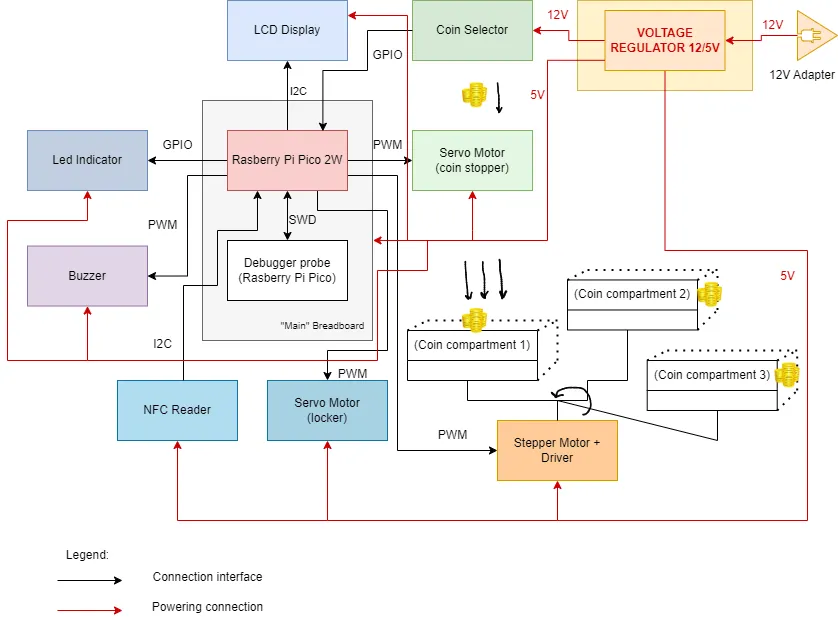 12V
12V
LCD Display
Coin Selector
VOLTAGE
REGULATOR 12/5V
12V Adapter
GPIO
I2C
5V
GPIO
PWM
Led Indicator
Rasberry Pi Pico 2W
Servo Motor
(coin stopper)
PWM
SWD
Buzzer
Debugger probe
(Rasberry Pi Pico)
5V
(Coin compartment 2)
"Main" Breadboard
I2C
(Coin compartment 1)
PWM
(Coin compartment 3)
NFC Reader
Servo Motor
(locker)
PWM
Stepper Motor +
Driver
Legend:
Connection interface
Powering connection